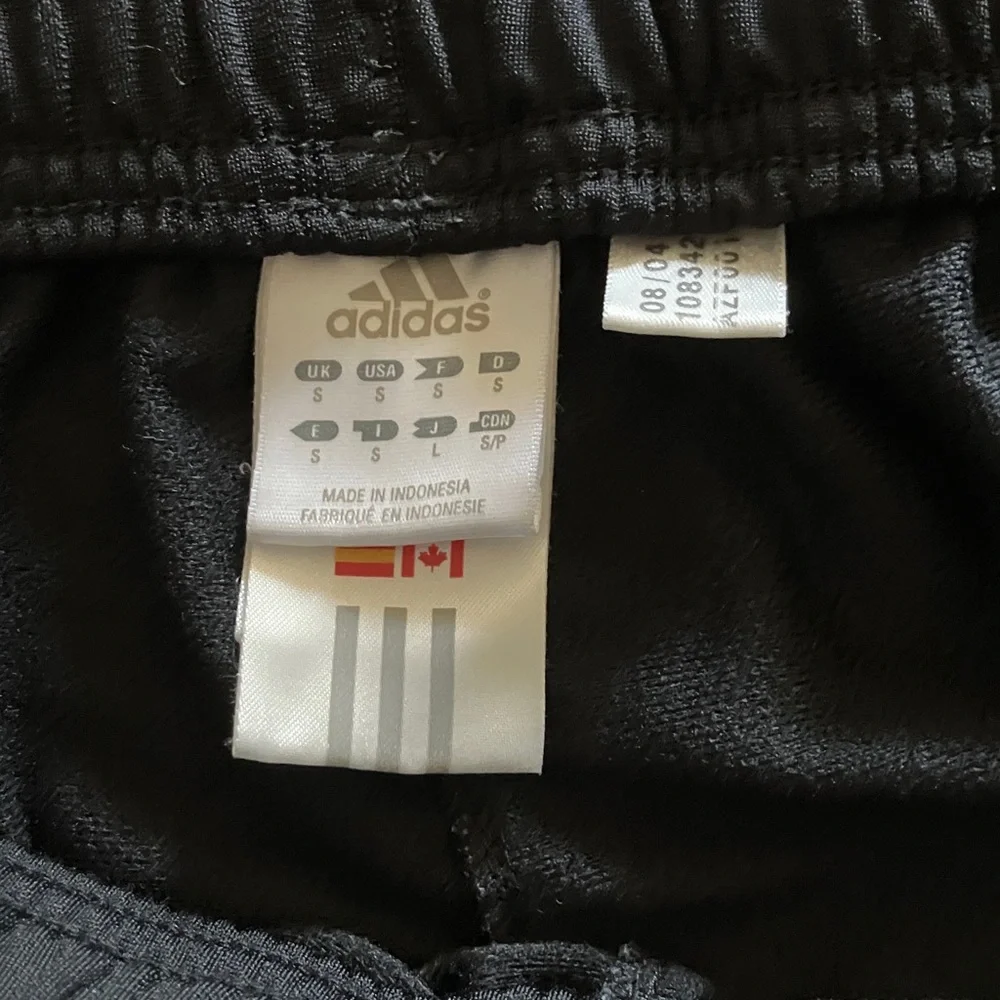 adidas®
UK USA F D
S S S S
E I J CDN
S S L S/P
MADE IN INDONESIA
FABRIQUÉ EN INDONESIE
08/04
108342